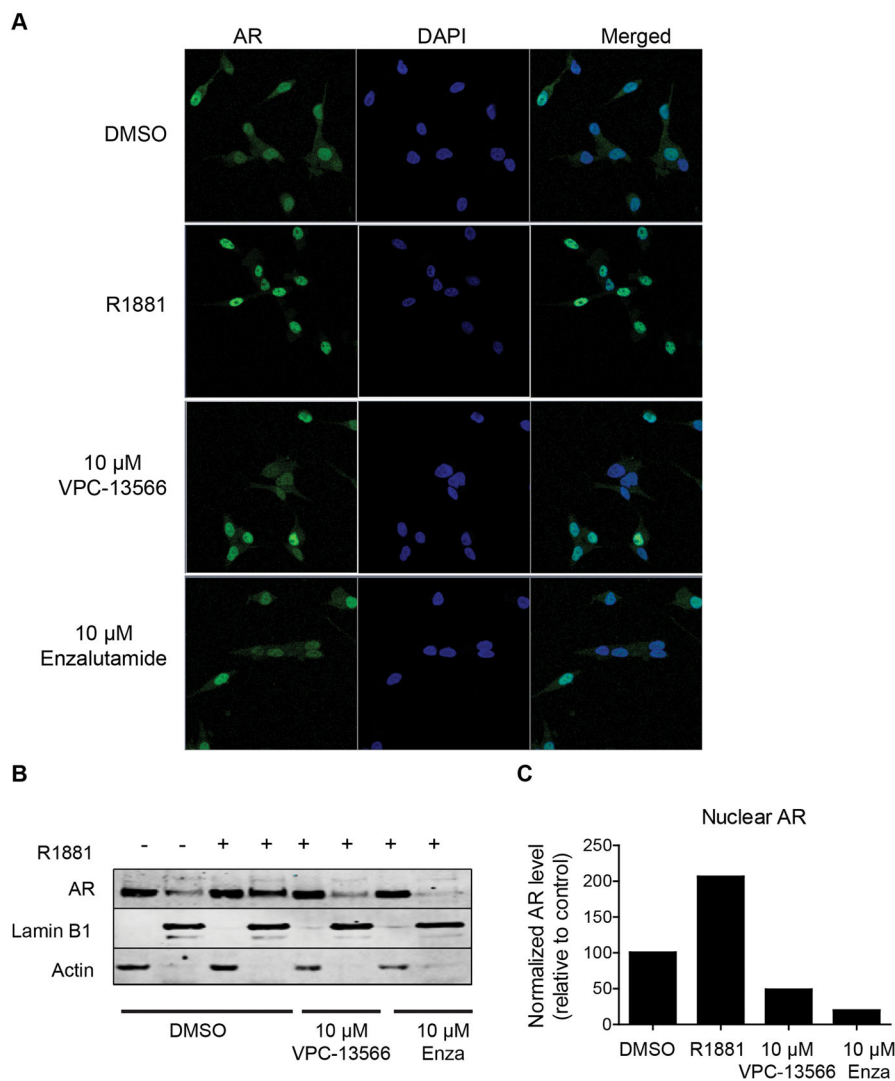 A
AR DAPI Merged
DMSO
R1881
10 µM
VPC-13566
10 µM
Enzalutamide
B
R1881 - - + + + + + +
AR
Lamin B1
Actin
DMSO 10 µM 10 µM
VPC-13566 Enza
C
Nuclear AR
Normalized AR level
(relative to control)
250
200
150
100
50
0
DMSO R1881 10 µM 10 µM
VPC-13566 Enza